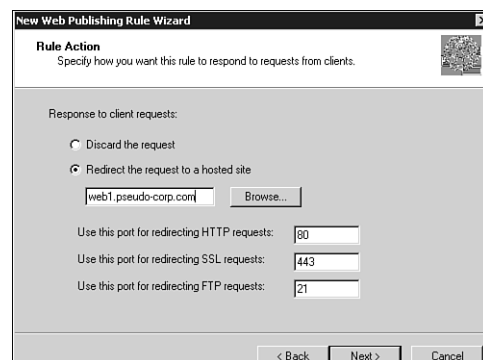 New Web Publishing Rule Wizard
Rule Action
Specify how you want this rule to respond to requests from clients.
Response to client requests:
Discard the request
Redirect the request to a hosted site
web1.pseudo-corp.com
Browse...
Use this port for redirecting HTTP requests: 80
Use this port for redirecting SSL requests: 443
Use this port for redirecting FTP requests: 21
< Back Next > Cancel